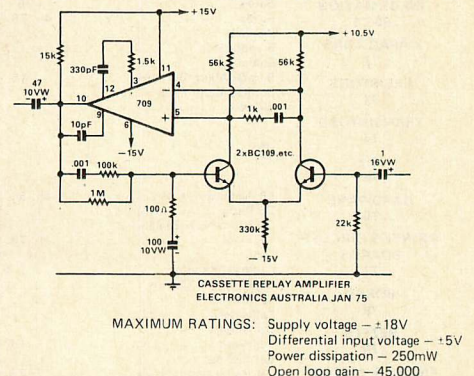 + 15V
+ 10.5V
15k
1.5k
330pF
56k
56k
47
10VW
- +
12
3
11
10
709
4
-
5
+
1k
.001
9
6
10pF
-15V
2xBC109,etc.
.001
100k
1M
1
16VW
- +
100Ω
100
10VW
+
-
330k
22k
- 15V
CASSETTE REPLAY AMPLIFIER
ELECTRONICS AUSTRALIA JAN 75
MAXIMUM RATINGS: Supply voltage — ±18V
Differential input voltage — ±5V
Power dissipation — 250mW
Open loop gain — 45,000